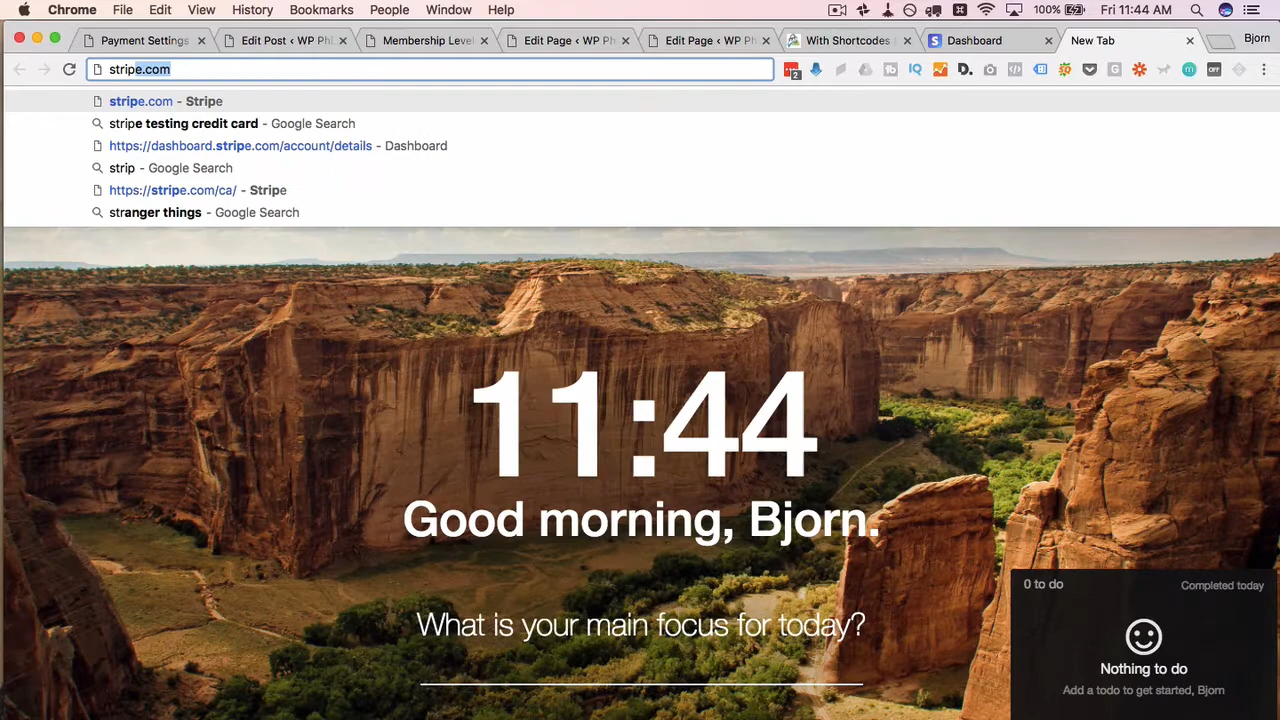 Chrome File Edit View History Bookmarks People Window Help 100% Fri 11:44 AM
Payment Settings Edit Post ‹ WP Ph Edit Page ‹ WP Ph Membership Leve Edit Page ‹ WP Ph With Shortcodes Dashboard New Tab Bjorn
stripe.com 2 D. IQ G m OFF
stripe.com - Stripe
stripe testing credit card - Google Search
https://dashboard.stripe.com/account/details - Dashboard
strip - Google Search
https://stripe.com/ca/ - Stripe
stranger things - Google Search
11:44
Good morning, Bjorn.
What is your main focus for today?
0 to do Completed today
Nothing to do
Add a todo to get started, Bjorn